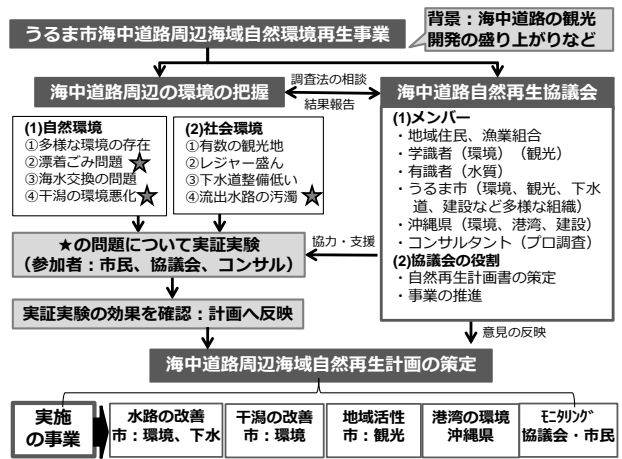 うるま市海中道路周辺海域自然環境再生事業
背景：海中道路の観光
開発の盛り上がりなど
海中道路周辺の環境の把握
調査法の相談
結果報告
海中道路自然再生協議会
(1)自然環境
①多様な環境の存在
②漂着ごみ問題★
③海水交換の問題
④干潟の環境悪化★
(2)社会環境
①有数の観光地
②レジャー盛ん
③下水道整備低い
④流出水路の汚濁★
(1)メンバー
・地域住民、漁業組合
・学識者（環境）（観光）
・有識者（水質）
・うるま市（環境、観光、下水
道、建設など多様な組織）
・沖縄県（環境、港湾、建設）
・コンサルタント（プロ調査）
(2)協議会の役割
・自然再生計画書の策定
・事業の推進
★の問題について実証実験
（参加者：市民、協議会、コンサル）
協力・支援
実証実験の効果を確認：計画へ反映
意見の反映
海中道路周辺海域自然再生計画の策定
実施
の事業
水路の改善
市：環境、下水
干潟の改善
市：環境
地域活性
市：観光
港湾の環境
沖縄県
ﾓﾆﾀﾘﾝｸﾞ
協議会・市民